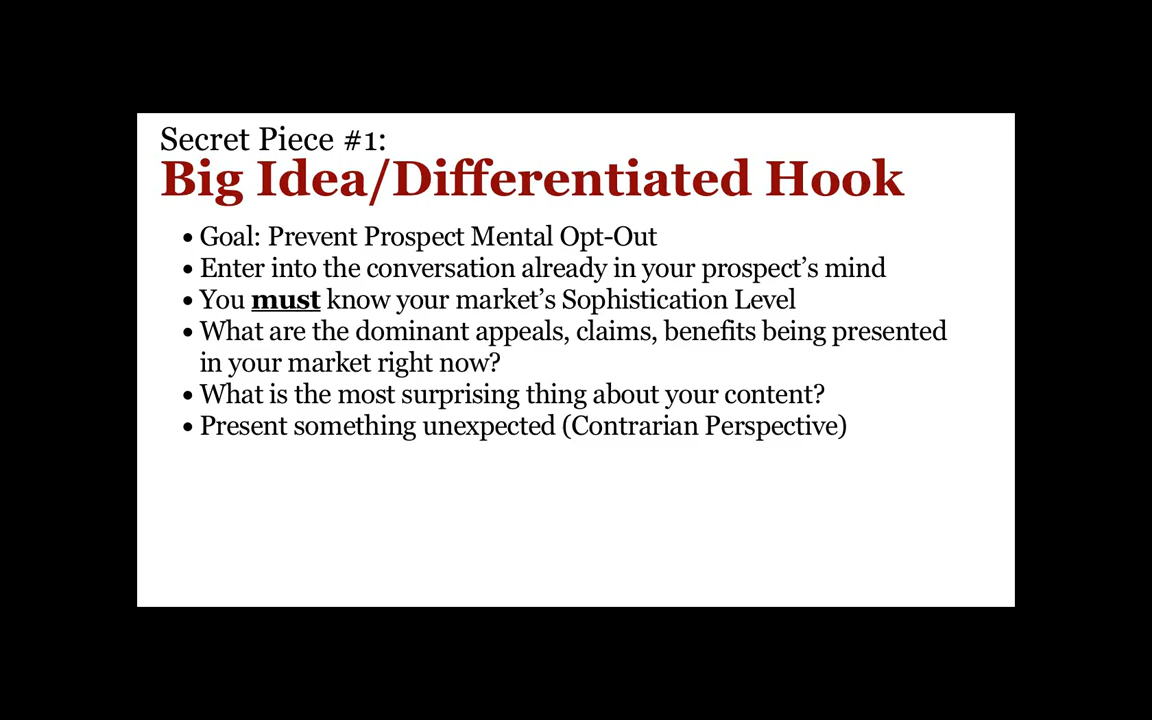 Secret Piece #1:
Big Idea/Differentiated Hook
• Goal: Prevent Prospect Mental Opt-Out
• Enter into the conversation already in your prospect’s mind
• You must know your market’s Sophistication Level
• What are the dominant appeals, claims, benefits being presented
in your market right now?
• What is the most surprising thing about your content?
• Present something unexpected (Contrarian Perspective)